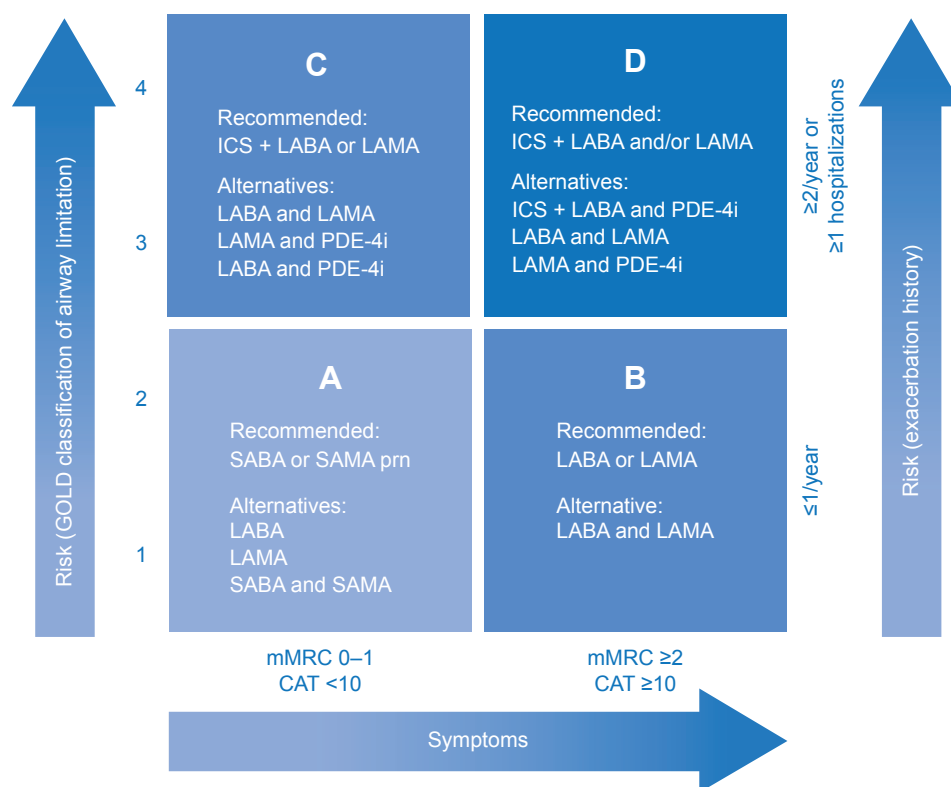 Risk (GOLD classification of airway limitation)
4
3
2
1
C
Recommended:
ICS + LABA or LAMA
Alternatives:
LABA and LAMA
LAMA and PDE-4i
LABA and PDE-4i
D
Recommended:
ICS + LABA and/or LAMA
Alternatives:
ICS + LABA and PDE-4i
LABA and LAMA
LAMA and PDE-4i
A
Recommended:
SABA or SAMA prn
Alternatives:
LABA
LAMA
SABA and SAMA
B
Recommended:
LABA or LAMA
Alternative:
LABA and LAMA
≥2/year or
≥1 hospitalizations
≤1/year
Risk (exacerbation history)
mMRC 0–1
CAT <10
mMRC ≥2
CAT ≥10
Symptoms